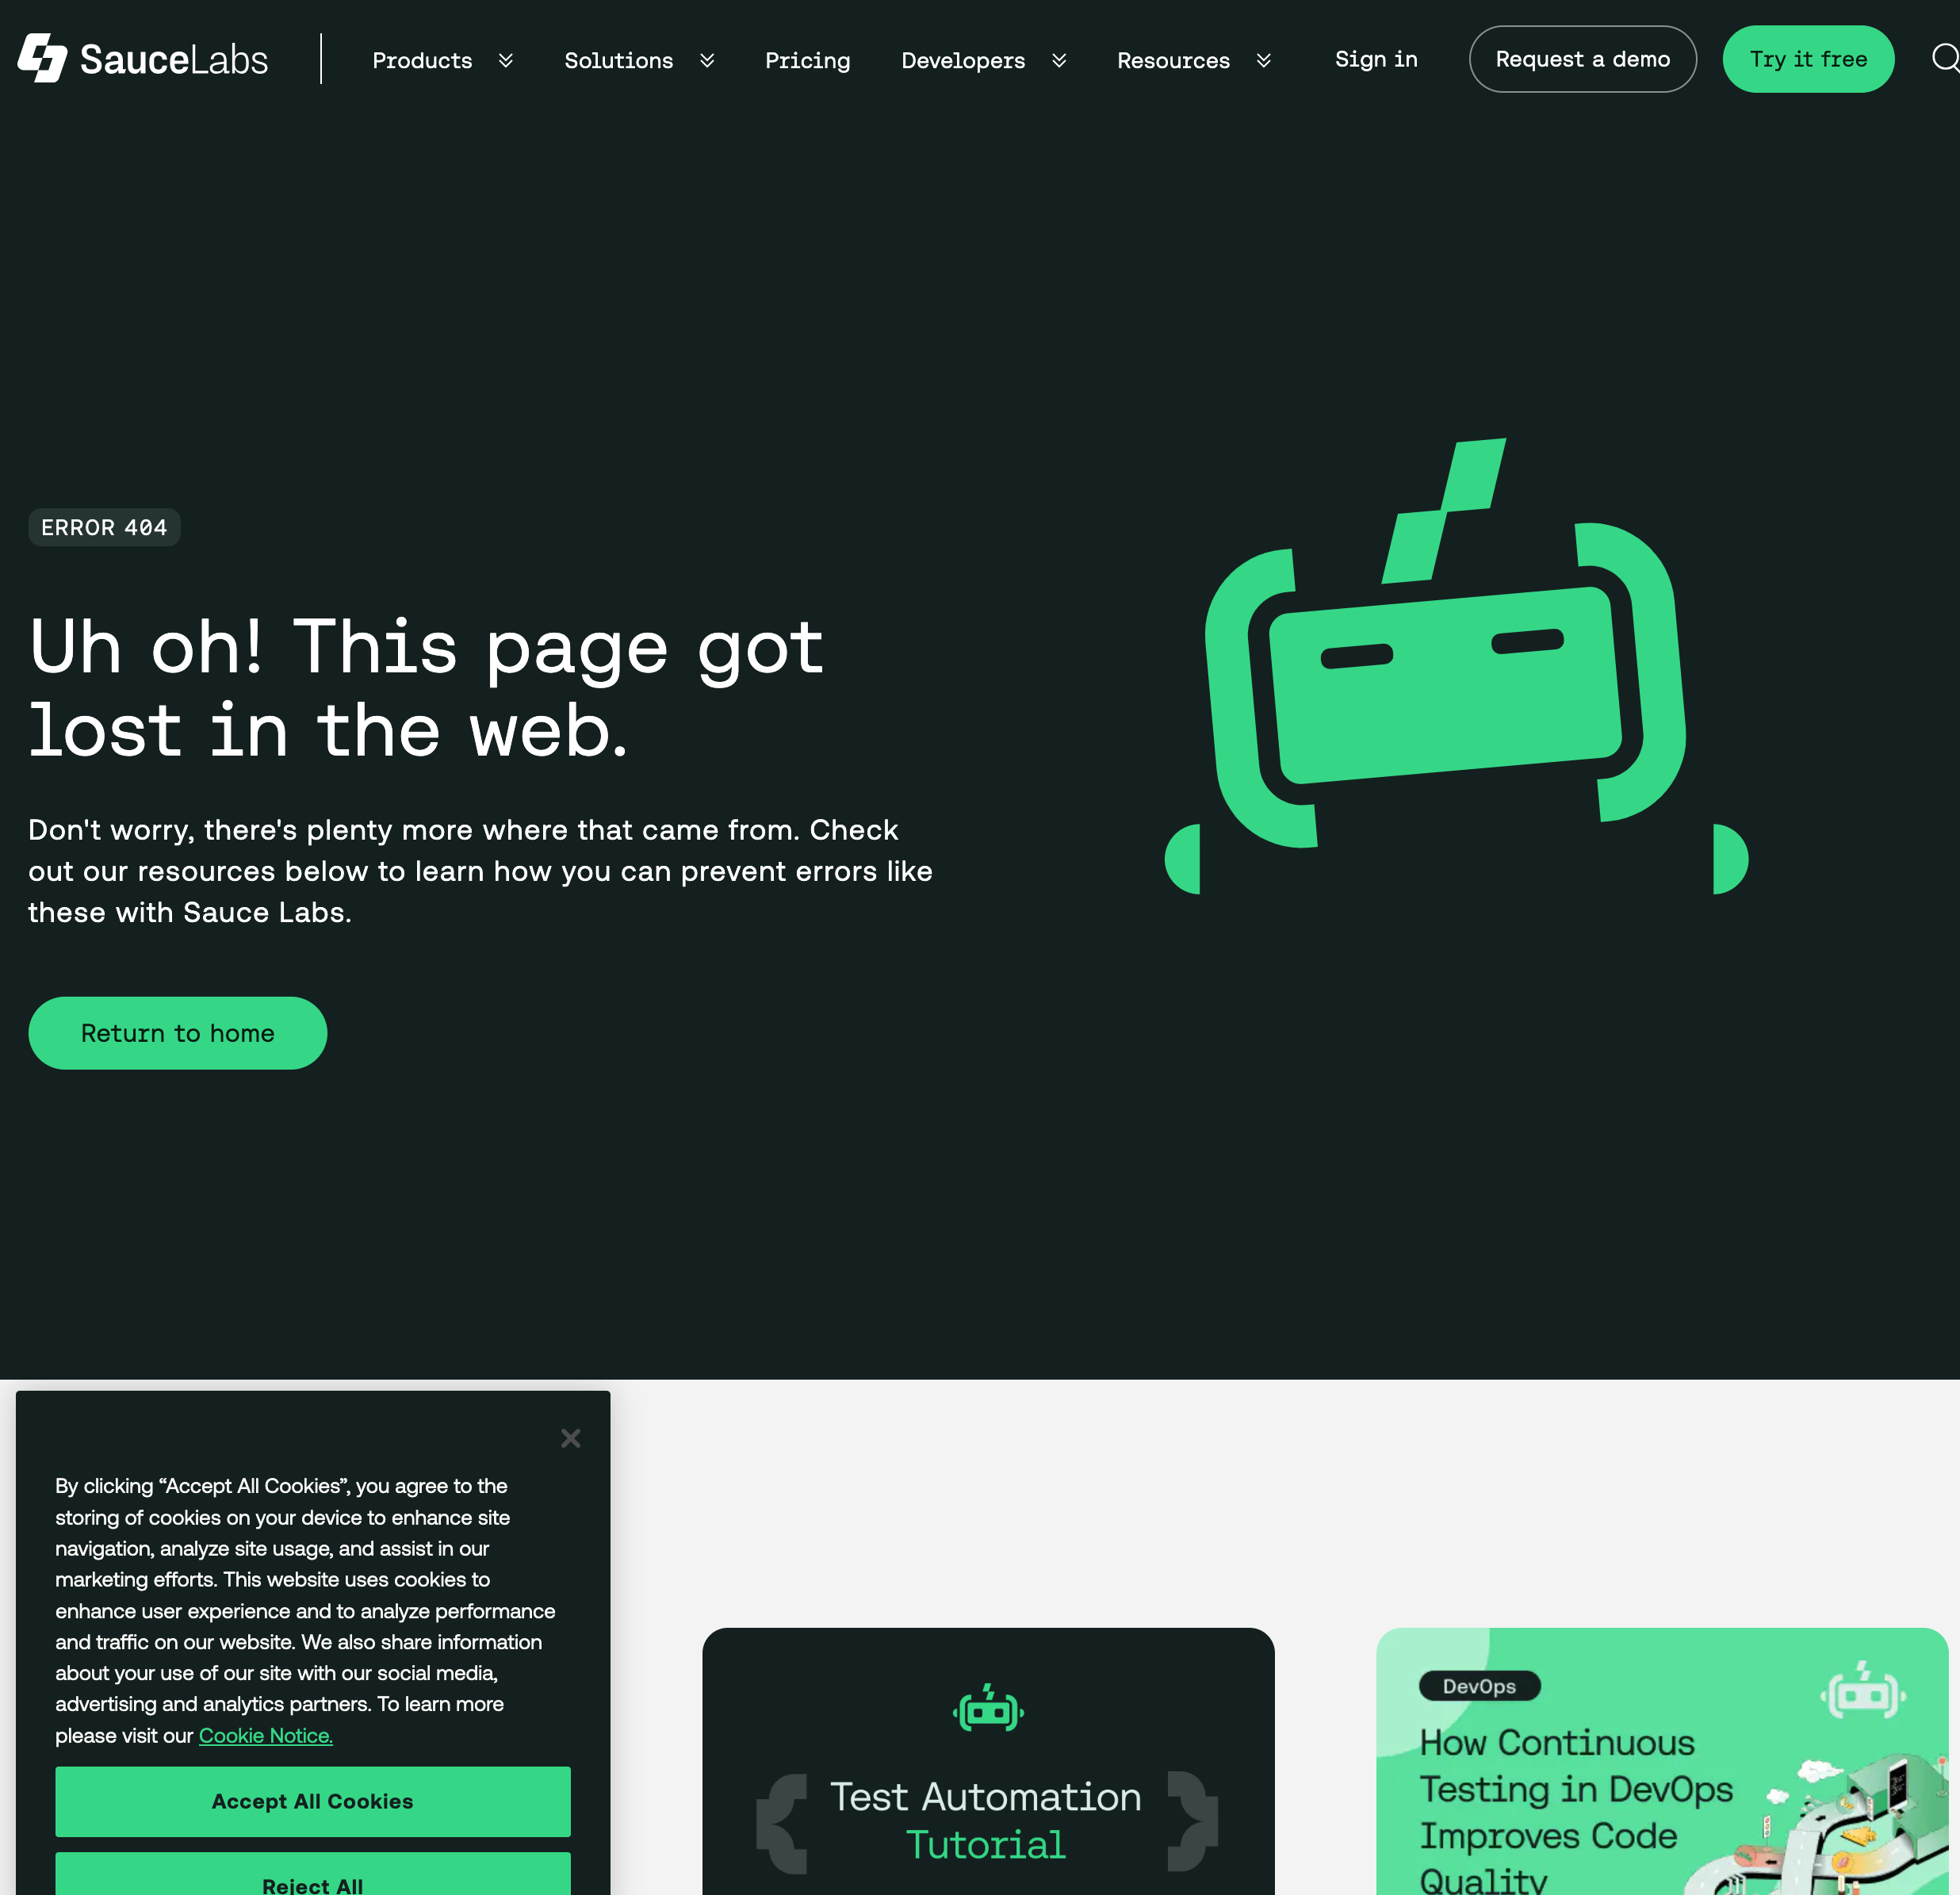 SauceLabs
Products
Solutions
Pricing
Developers
Resources
Sign in
Request a demo
Try it free
ERROR 404
Uh oh! This page got
lost in the web.
Don't worry, there's plenty more where that came from. Check
out our resources below to learn how you can prevent errors like
these with Sauce Labs.
Return to home
By clicking “Accept All Cookies”, you agree to the
storing of cookies on your device to enhance site
navigation, analyze site usage, and assist in our
marketing efforts. This website uses cookies to
enhance user experience and to analyze performance
and traffic on our website. We also share information
about your use of our site with our social media,
advertising and analytics partners. To learn more
please visit our Cookie Notice.
Accept All Cookies
Reject All
Test Automation
Tutorial
DevOps
How Continuous
Testing in DevOps
Improves Code
Quality